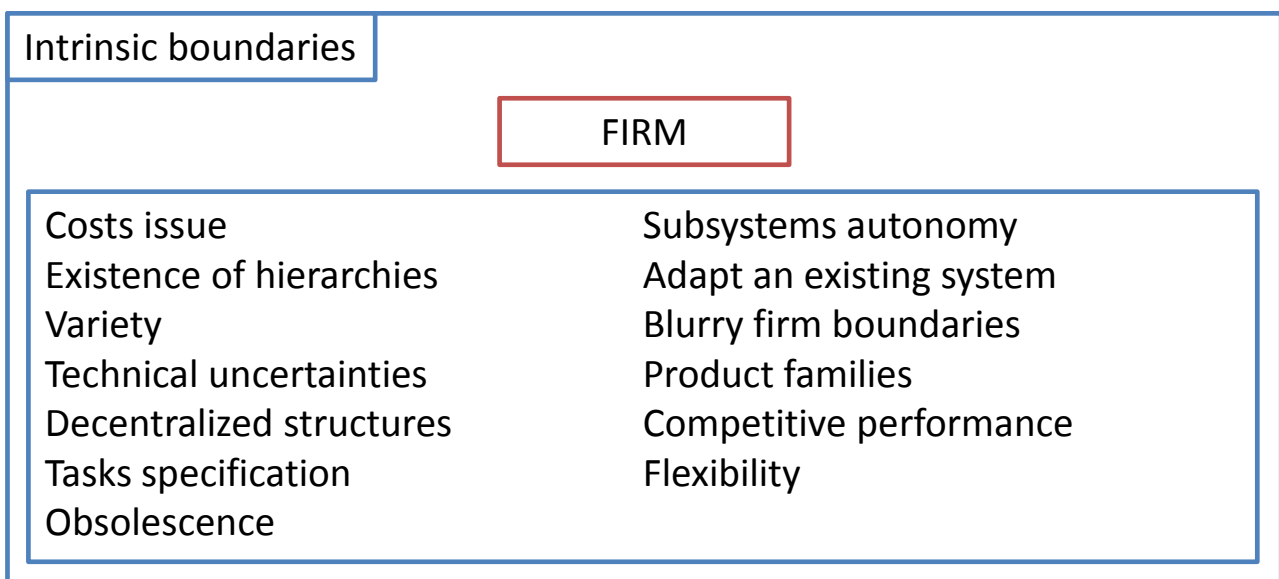 Intrinsic boundaries
FIRM
Costs issue
Existence of hierarchies
Variety
Technical uncertainties
Decentralized structures
Tasks specification
Obsolescence
Subsystems autonomy
Adapt an existing system
Blurry firm boundaries
Product families
Competitive performance
Flexibility